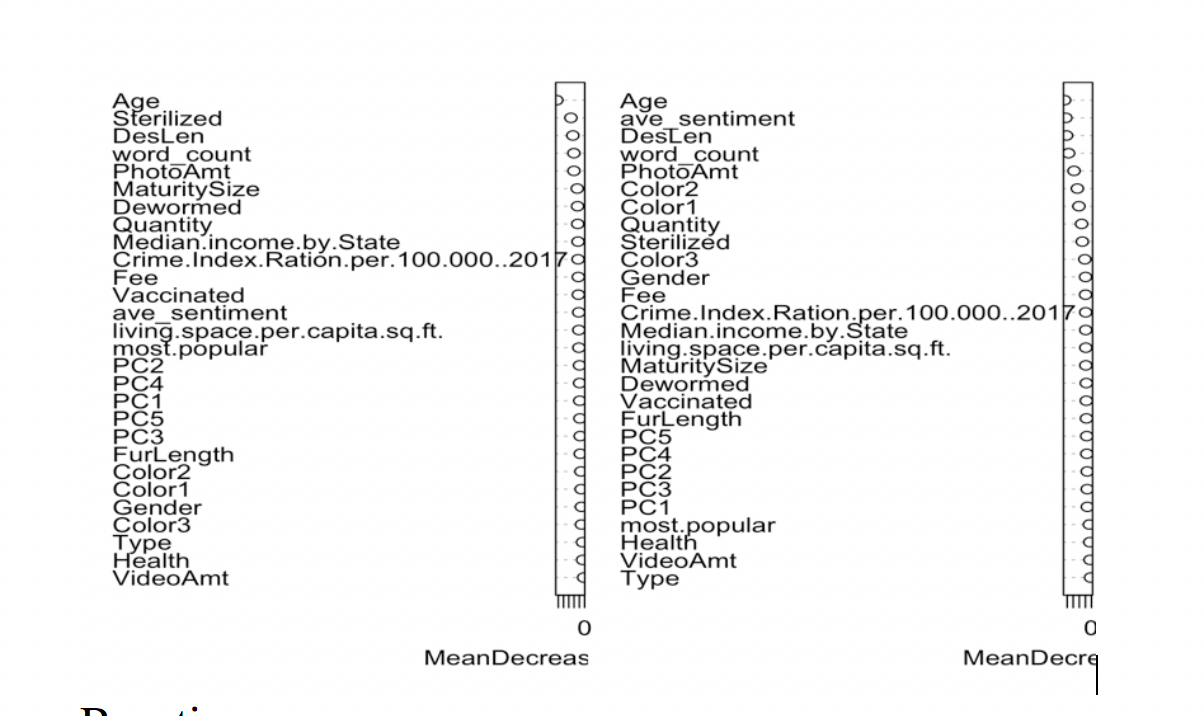 Age
Sterilized
DesLen
word_count
PhotoAmt
MaturitySize
Dewormed
Quantity
Median.income.by.State
Crime.Index.Ration.per.100.000..2017
Fee
Vaccinated
ave_sentiment
living.space.per.capita.sq.ft.
most.popular
PC2
PC4
PC1
PC5
PC3
FurLength
Color2
Color1
Gender
Color3
Type
Health
VideoAmt
0
MeanDecreas
Age
ave_sentiment
DesLen
word_count
PhotoAmt
Color2
Color1
Quantity
Sterilized
Color3
Gender
Fee
Crime.Index.Ration.per.100.000..2017
Median.income.by.State
living.space.per.capita.sq.ft.
MaturitySize
Dewormed
Vaccinated
FurLength
PC5
PC4
PC2
PC3
PC1
most.popular
Health
VideoAmt
Type
0
MeanDecre